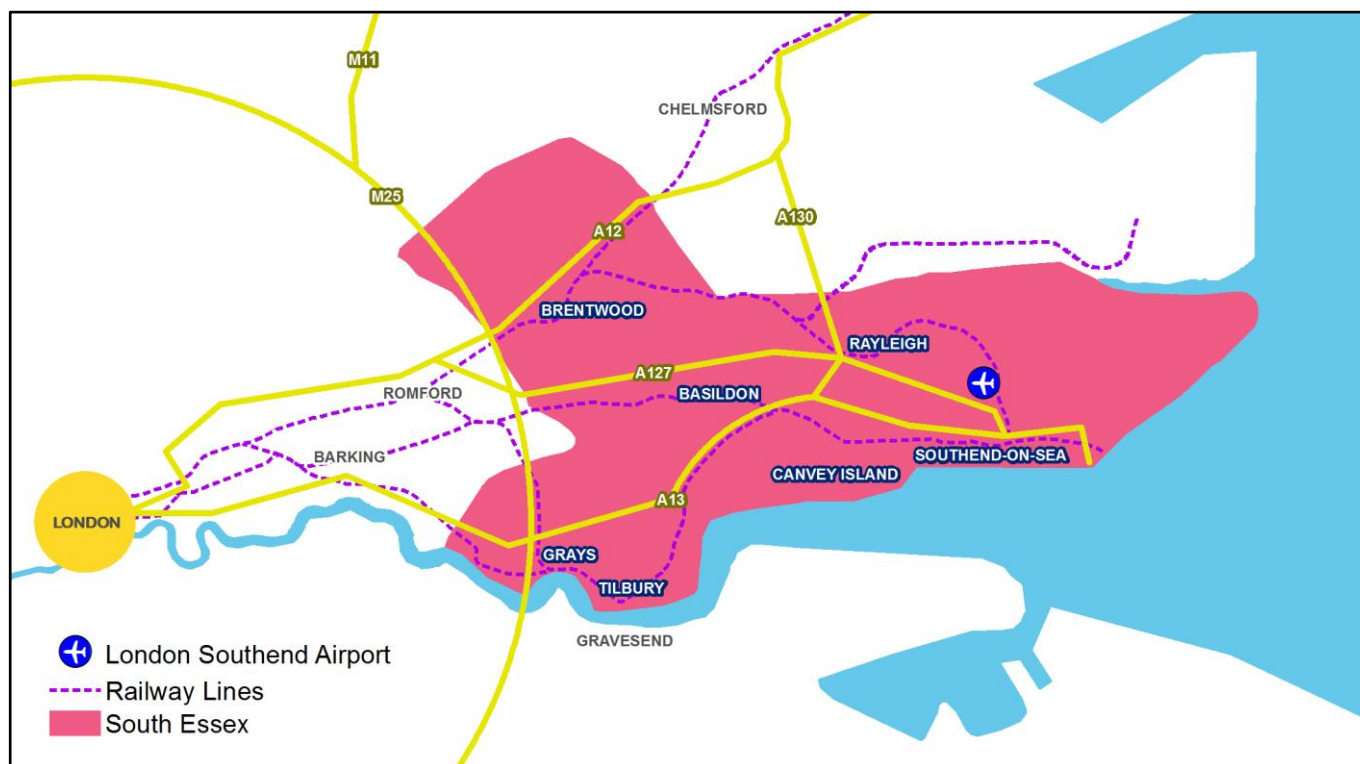 M11
CHELMSFORD
M25
A130
A12
BRENTWOOD
RAYLEIGH
A127
ROMFORD
BASILDON
BARKING
SOUTHEND-ON-SEA
CANVEY ISLAND
A13
LONDON
GRAYS
TILBURY
GRAVESEND
London Southend Airport
Railway Lines
South Essex